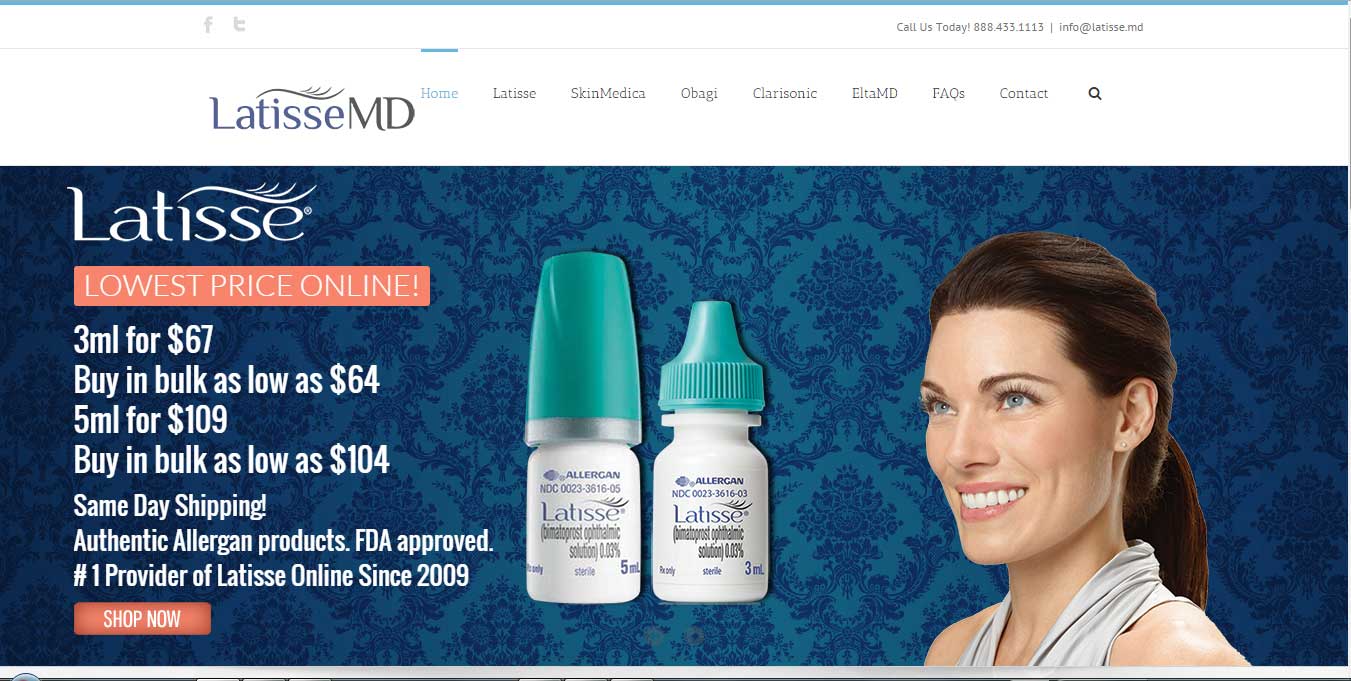 Call Us Today! 888.433.1113 | info@latisse.md
LatisseMD
Home Latisse SkinMedica Obagi Clarisonic EltaMD FAQs Contact
Latisse®
LOWEST PRICE ONLINE!
3ml for $67
Buy in bulk as low as $64
5ml for $109
Buy in bulk as low as $104
Same Day Shipping!
Authentic Allergan products. FDA approved.
# 1 Provider of Latisse Online Since 2009
SHOP NOW
ALLERGAN
NDC 0023-3616-05
Latisse®
(bimatoprost ophthalmic
solution) 0.03%
Rx only sterile 5 mL
ALLERGAN
NDC 0023-3616-03
Latisse®
(bimatoprost ophthalmic
solution) 0.03%
Rx only sterile 3 mL